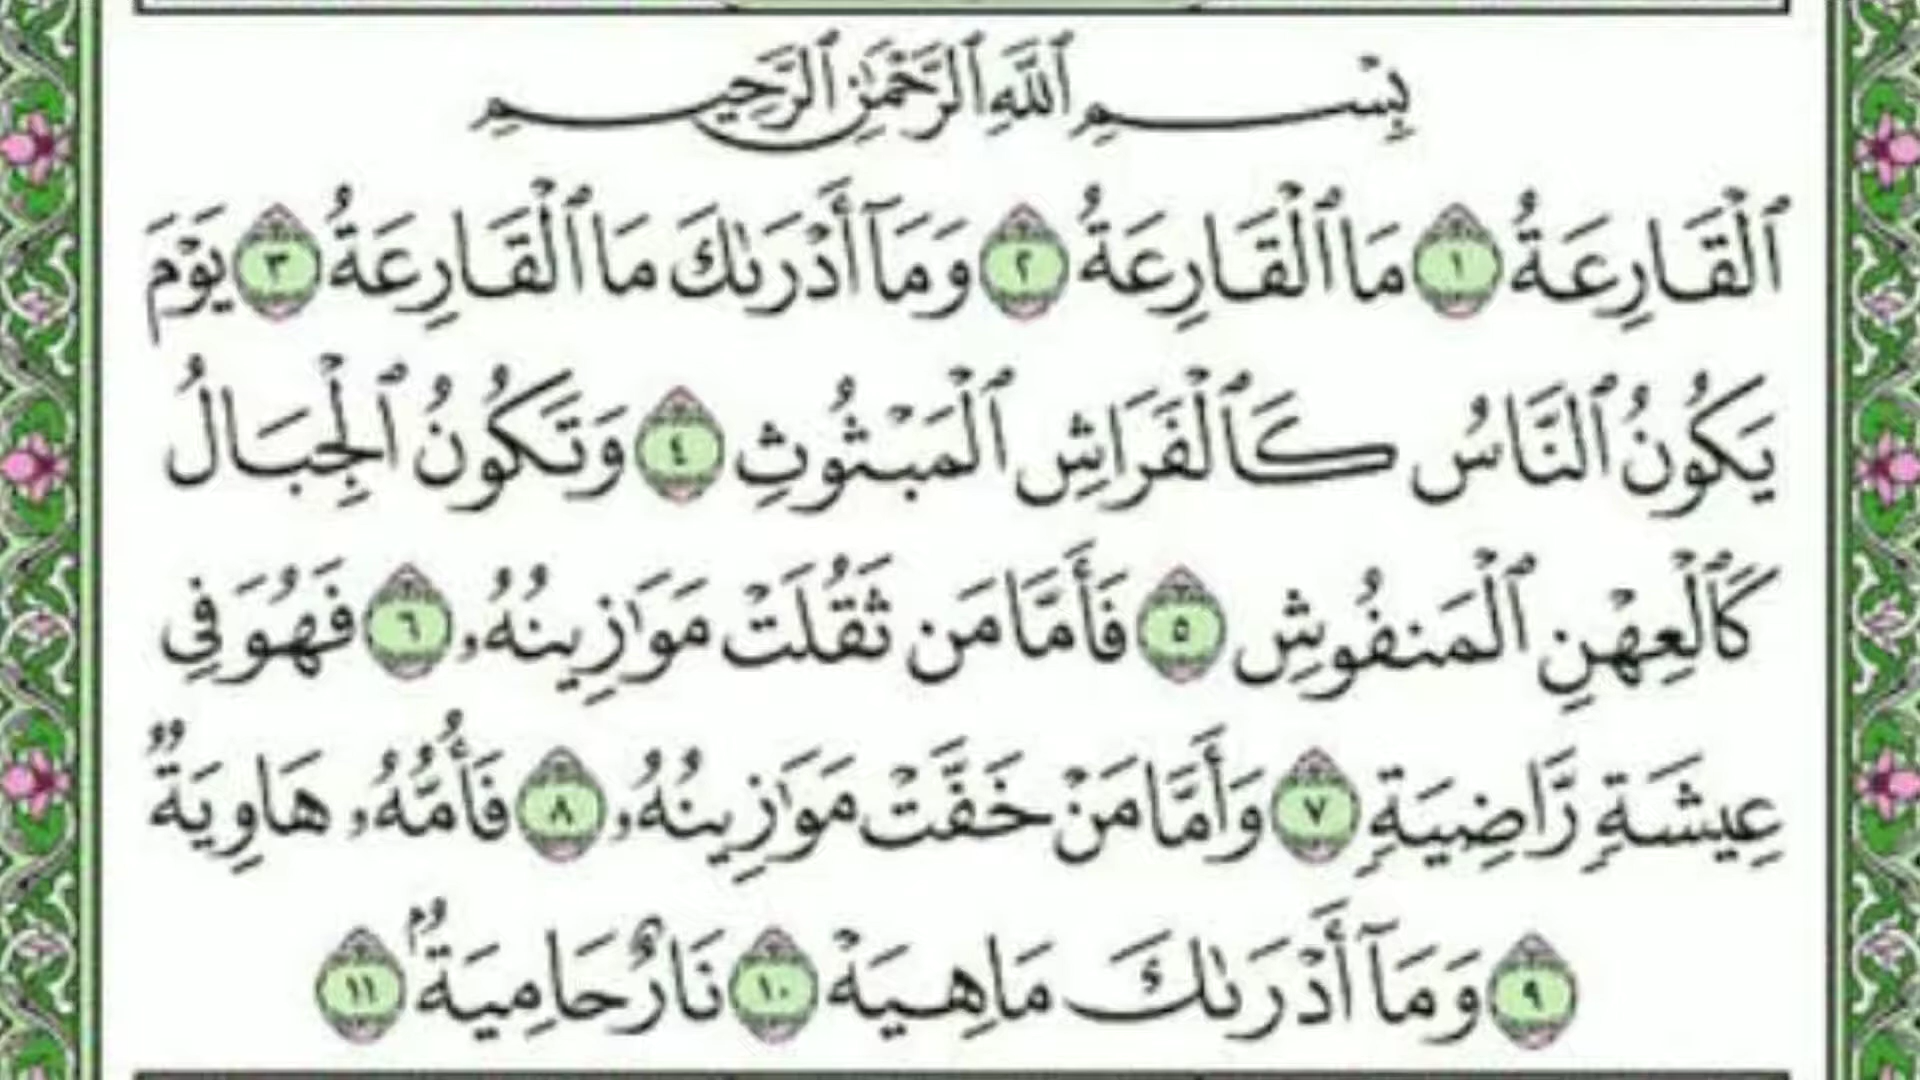 بِسْمِ ٱللَّهِ ٱلرَّحْمَٰنِ ٱلرَّحِيمِ
ٱلْقَارِعَةُ ١ مَا ٱلْقَارِعَةُ ٢ وَمَآ أَدْرَىٰكَ مَا ٱلْقَارِعَةُ ٣ يَوْمَ
يَكُونُ ٱلنَّاسُ كَٱلْفَرَاشِ ٱلْمَبْثُوثِ ٤ وَتَكُونُ ٱلْجِبَالُ
كَٱلْعِهْنِ ٱلْمَنفُوشِ ٥ فَأَمَّا مَن ثَقُلَتْ مَوَٰزِينُهُۥ ٦ فَهُوَ فِى
عِيشَةٍ رَّاضِيَةٍ ٧ وَأَمَّا مَنْ خَفَّتْ مَوَٰزِينُهُۥ ٨ فَأُمُّهُۥ هَاوِيَةٌ
٩ وَمَآ أَدْرَىٰكَ مَا هِيَهْ ١٠ نَارٌ حَامِيَةٌۢ ١١